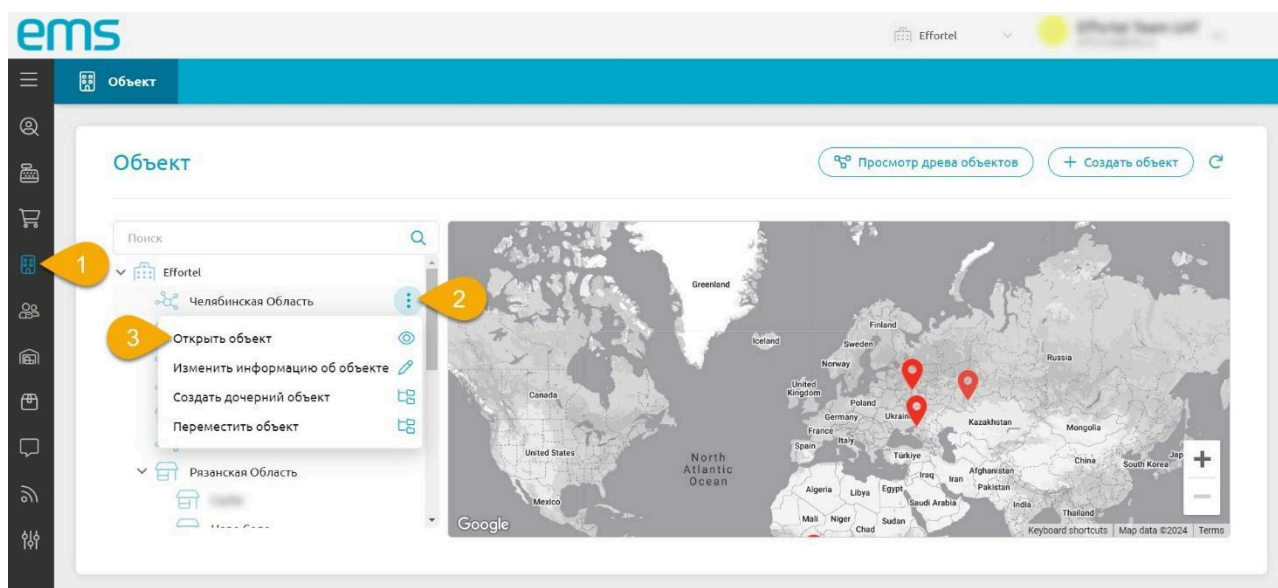 ems
Effortel
Объект
Объект
Просмотр древа объектов
+ Создать объект
Поиск
1
Effortel
Челябинская Область
2
3
Открыть объект
Изменить информацию об объекте
Создать дочерний объект
Переместить объект
Рязанская Область
Greenland
Iceland
Finland
Sweden
Norway
Russia
United Kingdom
Canada
Poland
Germany
Ukraine
France
Kazakhstan
Mongolia
Spain
Italy
United States
North
Atlantic
Ocean
Türkiye
China
South Korea
Jap
Iraq
Iran
Afghanistan
Pakistan
Algeria
Libya
Egypt
Saudi Arabia
India
Mexico
Mali
Niger
Chad
Sudan
Thailand
+
−
Google
Keyboard shortcuts
Map data ©2024
Terms